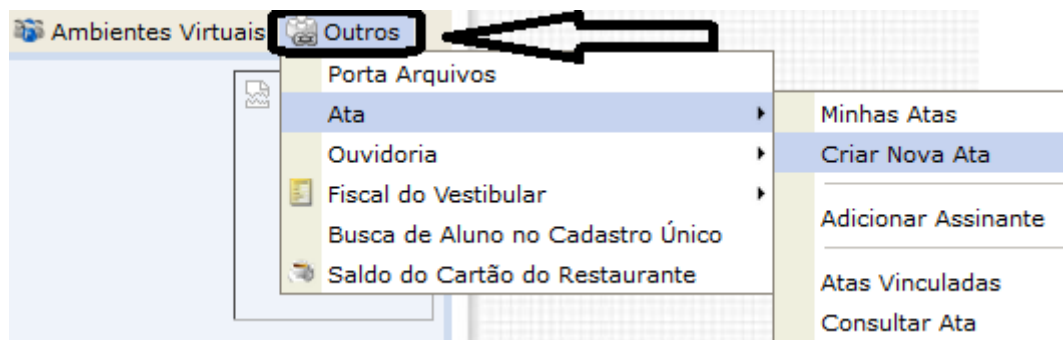 Ambientes Virtuais Outros
Porta Arquivos
Ata
Ouvidoria
Fiscal do Vestibular
Busca de Aluno no Cadastro Único
Saldo do Cartão do Restaurante
Minhas Atas
Criar Nova Ata
Adicionar Assinante
Atas Vinculadas
Consultar Ata